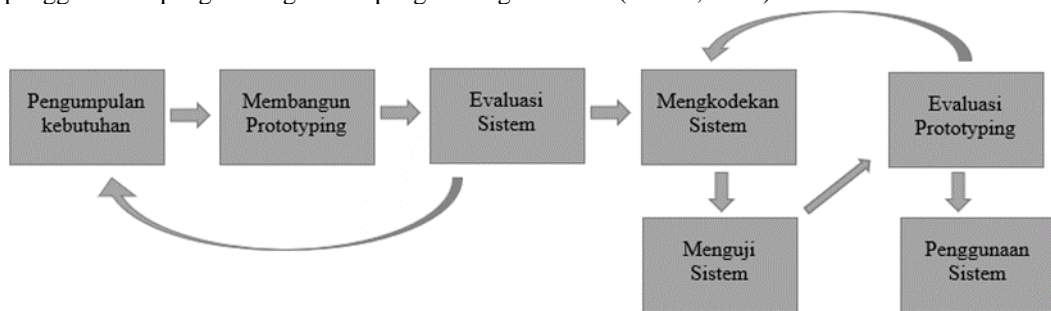 Pengumpulan
kebutuhan
Membangun
Prototyping
Evaluasi
Sistem
Mengkodekan
Sistem
Evaluasi
Prototyping
Menguji
Sistem
Penggunaan
Sistem